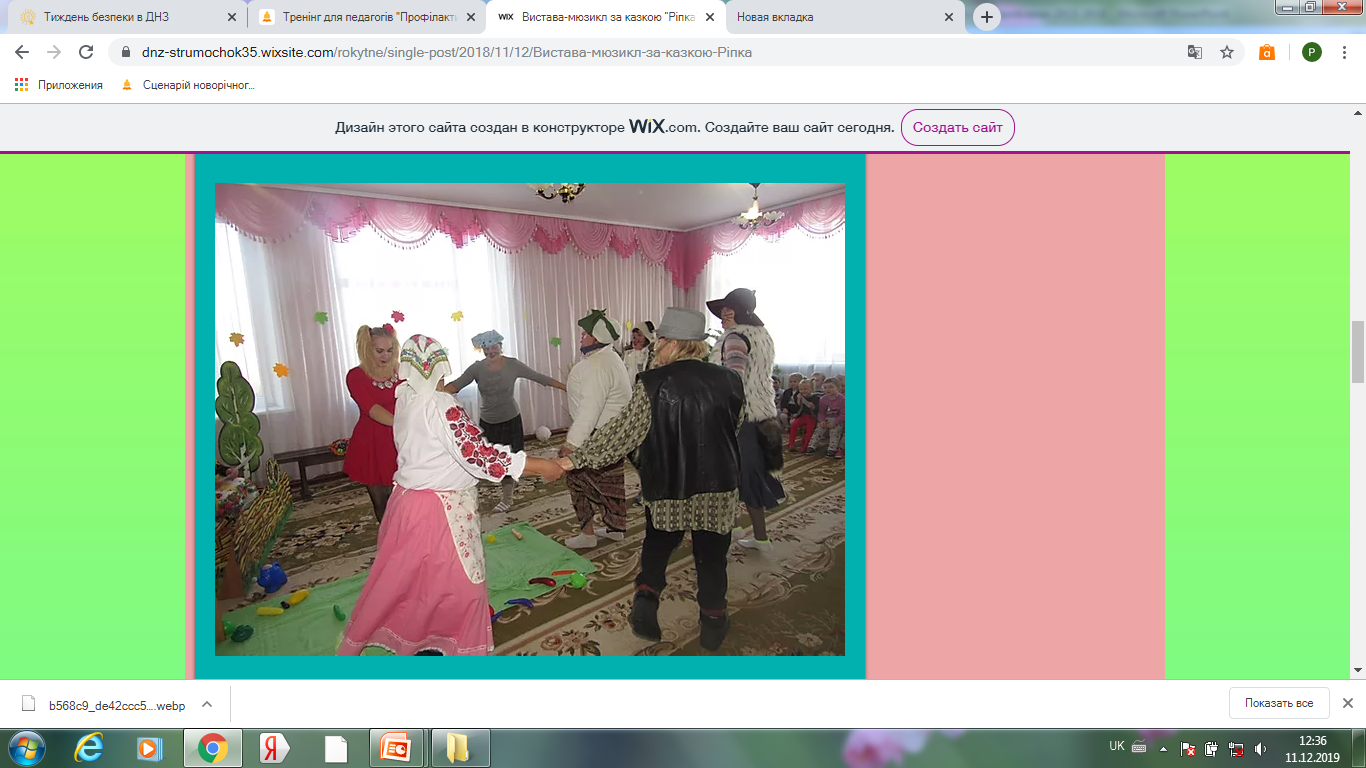 Тиждень безпеки в ДНЗ
Тренінг для педагогів "Профілакти
WiX Вистава-мюзикл за казкою "Ріпка
Новая вкладка
dnz-strumochok35.wixsite.com/rokytne/single-post/2018/11/12/Вистава-мюзикл-за-казкою-Ріпка
P
Приложения
Сценарій новорічног...
Дизайн этого сайта создан в конструкторе WiX.com. Создайте ваш сайт сегодня.
Создать сайт
b568c9_de42ccc5....webp
Показать все
UK
12:36
11.12.2019